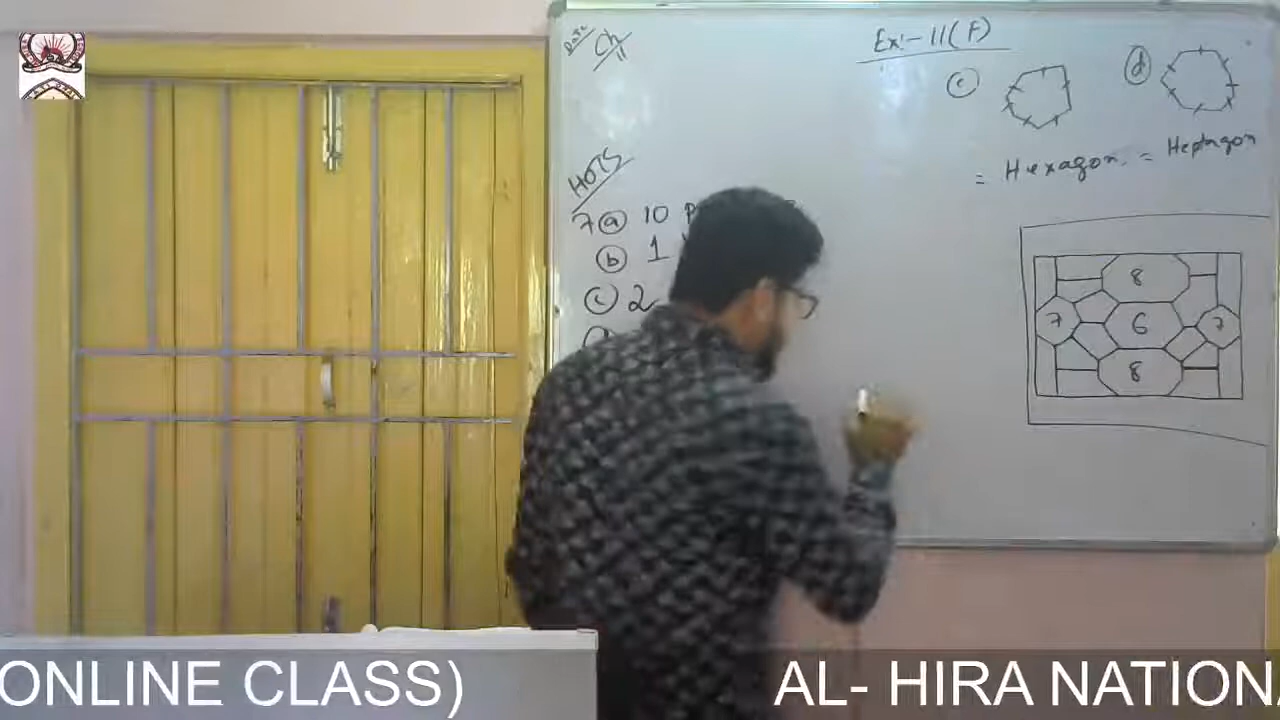 Ch
11
Ex:- 11(F)
(c)
(d)
= Hexagon.
= Heptagon
HOTS
7 (a) 10 P
(b) 1
(c) 2
8
7 6 7
8
ONLINE CLASS) AL- HIRA NATIONA